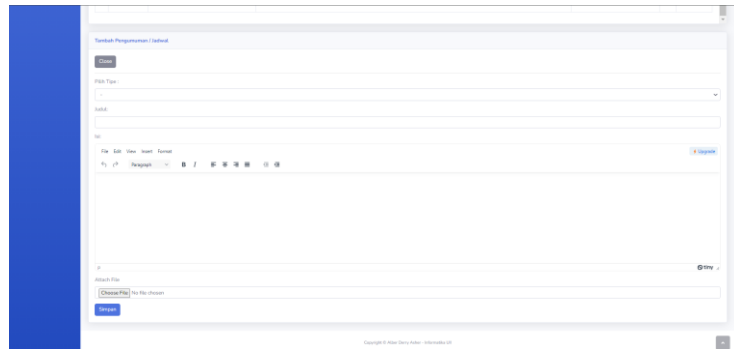 Tambah Pengumuman / Jadwal
Close
Pilih Tipe :
-
Judul:
Isi:
File Edit View Insert Format
Upgrade
Paragraph
B I
P
tiny
Attach File:
Choose File No file chosen
Simpan